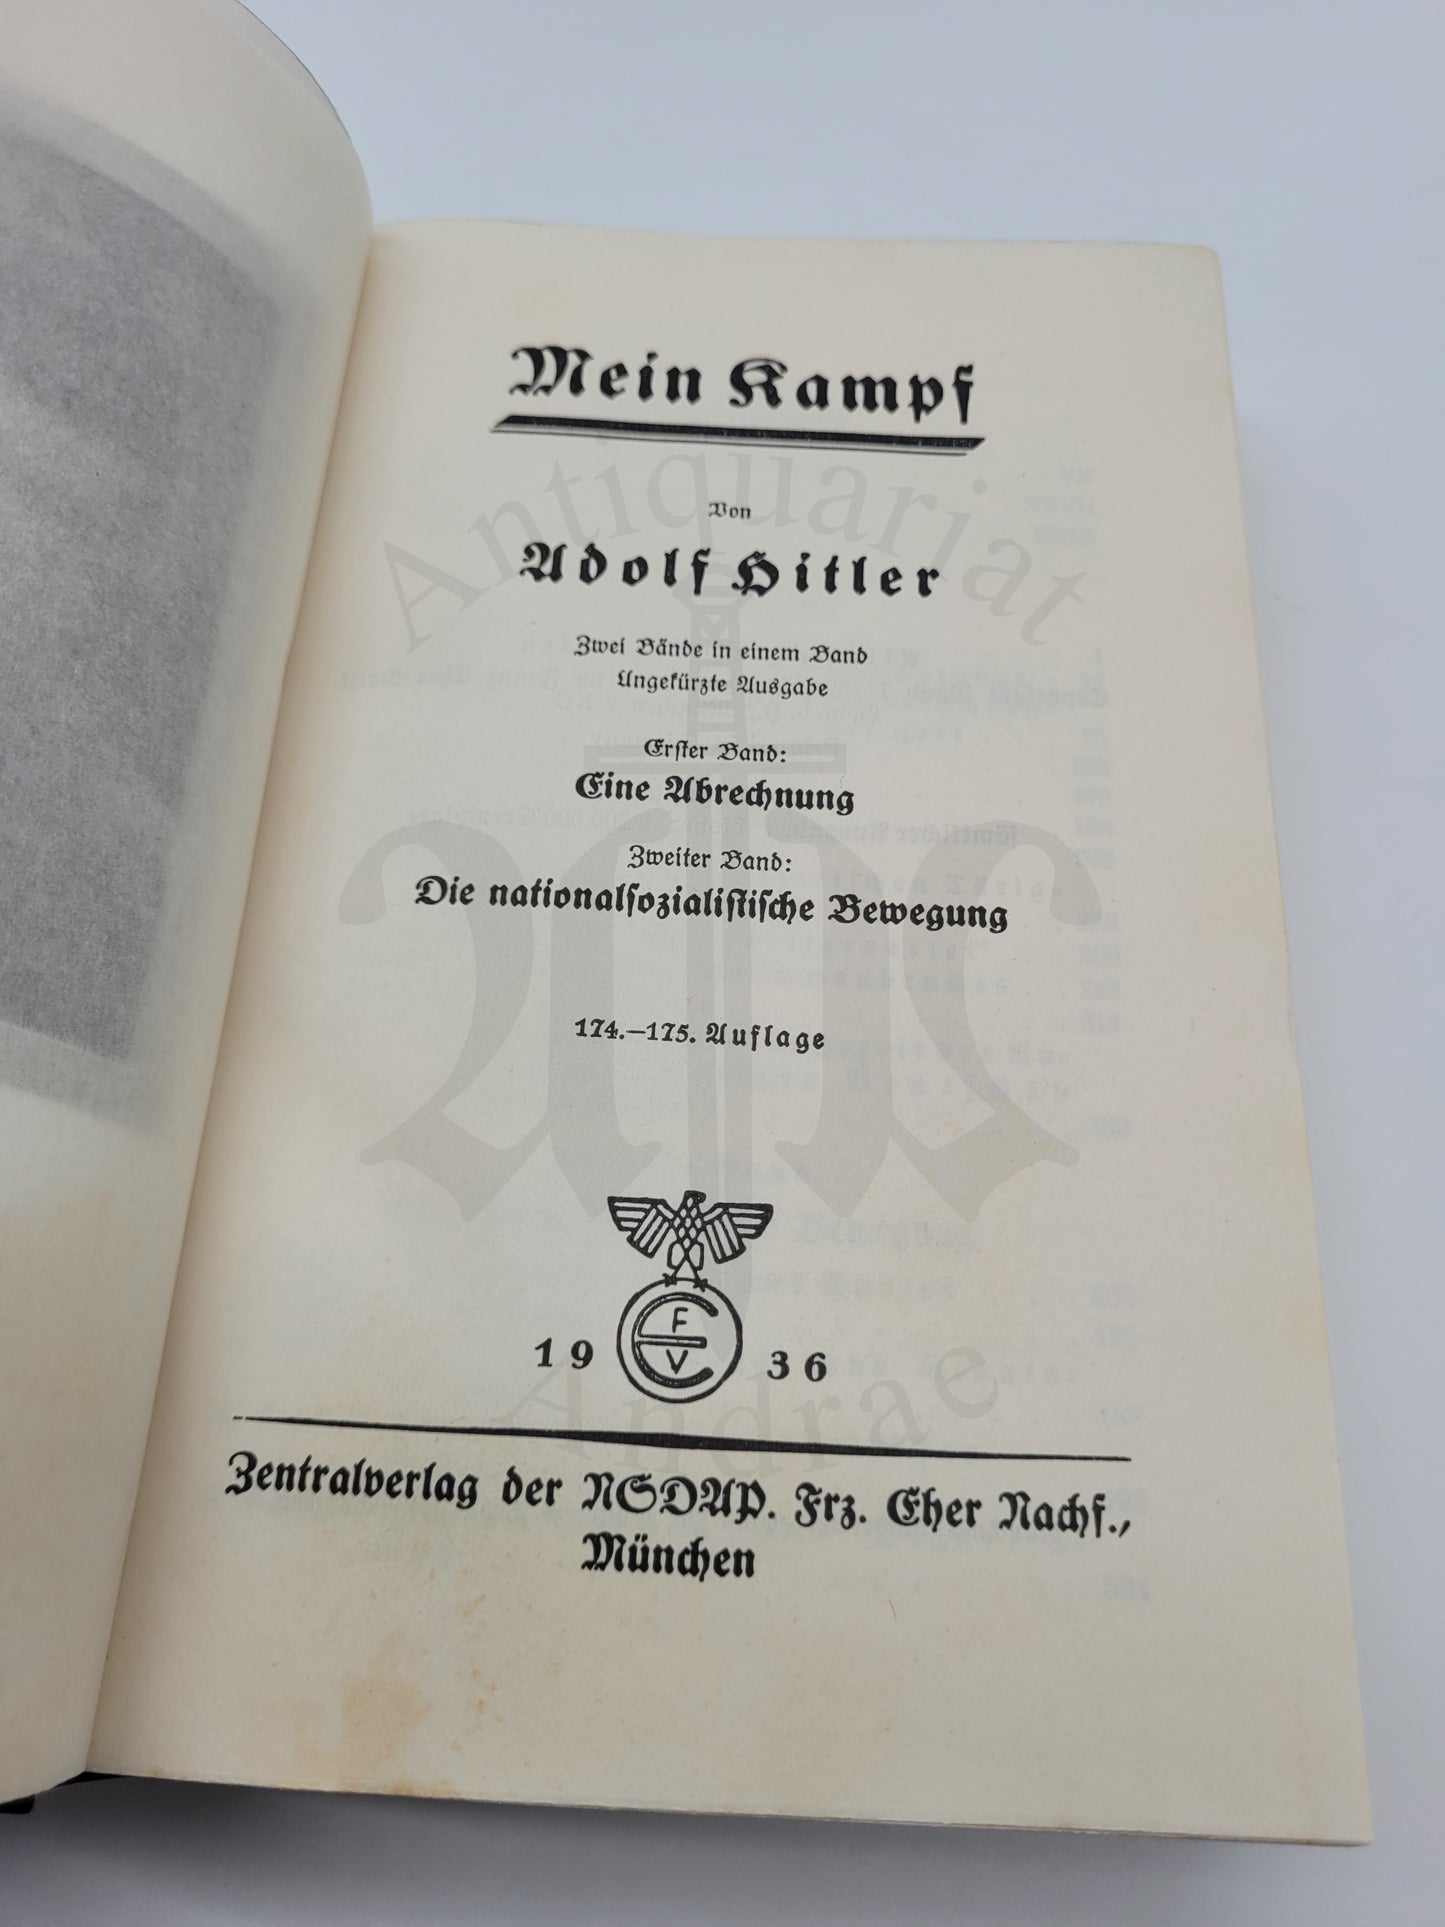 Mein Kampf
Von
Adolf Hitler
Zwei Bände in einem Band
Ungekürzte Ausgabe
Erster Band:
Eine Abrechnung
Zweiter Band:
Die nationalsozialistische Bewegung
174.–175. Auflage
F
E
V
19 36
Zentralverlag der NSDAP. Frz. Eher Nachf.,
München
Antiquariat
Andrae